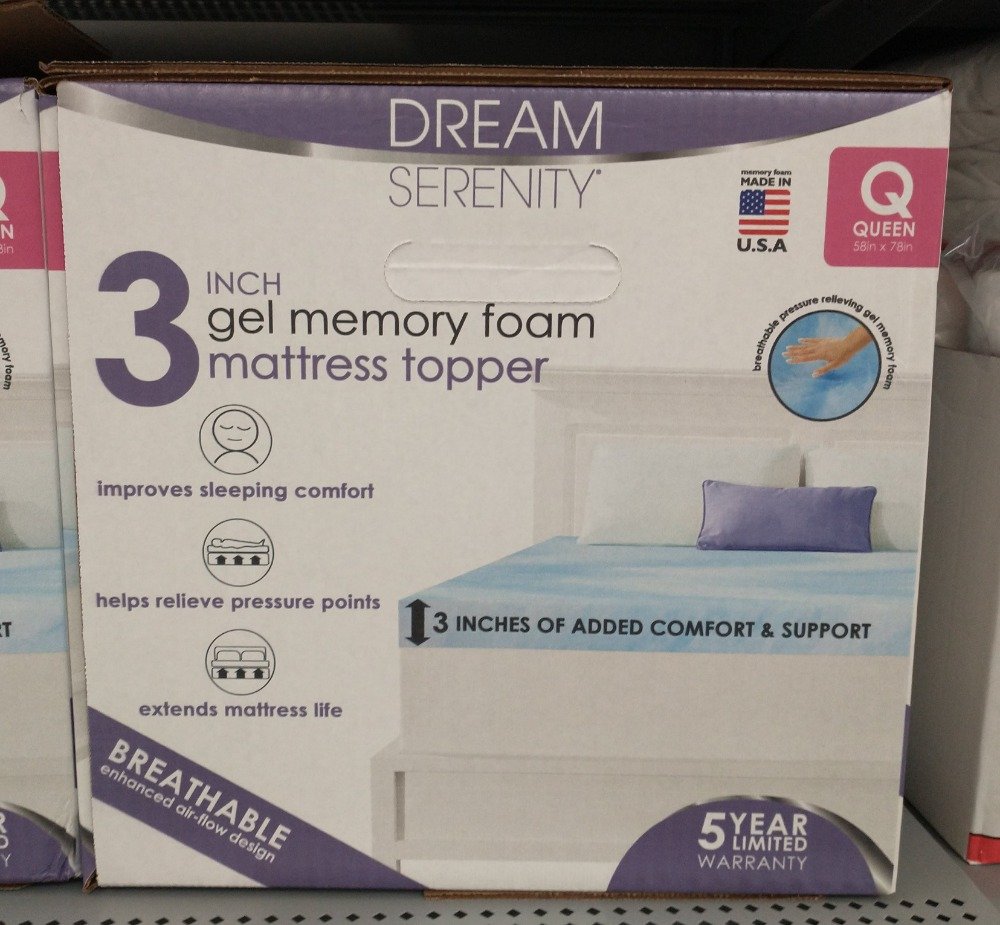 DREAM
SERENITY
memory foam
MADE IN
U.S.A
Q
QUEEN
58in x 78in
3
INCH
gel memory foam
mattress topper
breathable pressure relieving gel memory foam
improves sleeping comfort
helps relieve pressure points
3 INCHES OF ADDED COMFORT & SUPPORT
extends mattress life
BREATHABLE
enhanced air-flow design
5 YEAR
LIMITED
WARRANTY